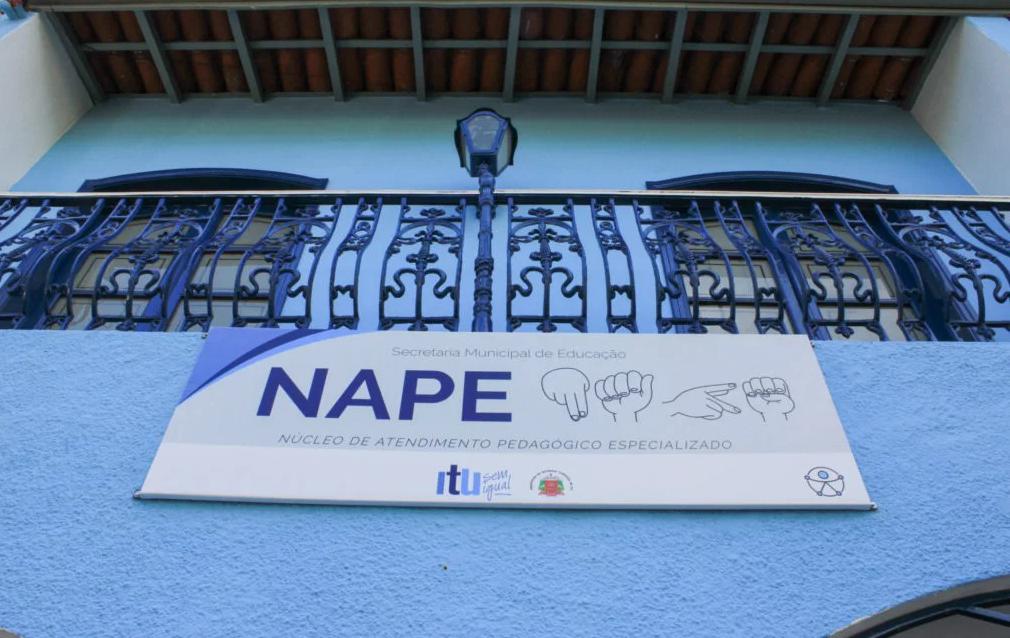 Secretaria Municipal de Educação
NAPE
NÚCLEO DE ATENDIMENTO PEDAGÓGICO ESPECIALIZADO
itu sem
igual